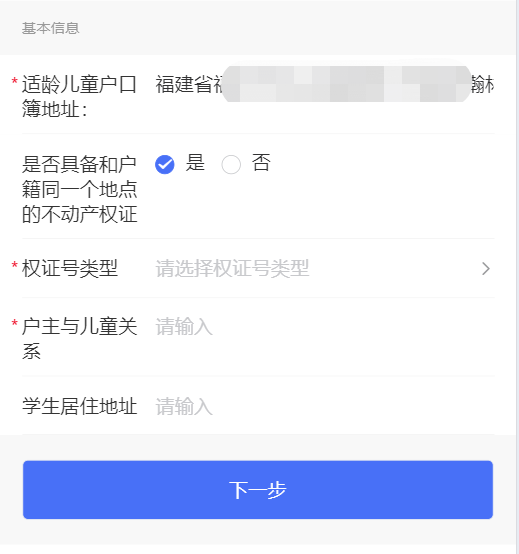 基本信息
* 适龄儿童户口 福建省
簿地址：
是否具备和户 是 否
籍同一个地点
的不动产权证
* 权证号类型 请选择权证号类型
* 户主与儿童关 请输入
系
学生居住地址 请输入
下一步